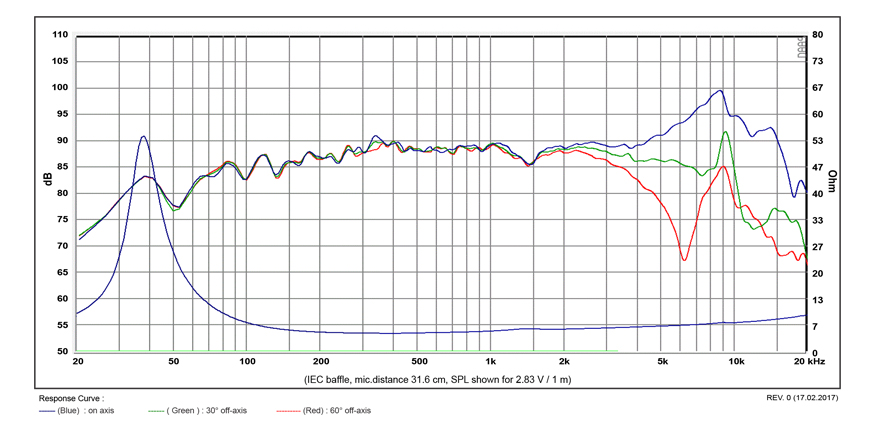 110 80
105 73
100 67
95 60
90 53
85 47
80 40
75 33
70 27
65 20
60 13
55 7
50 0
dB
Ohm
20 50 100 200 500 1k 2k 5k 10k 20 kHz
(IEC baffle, mic.distance 31.6 cm, SPL shown for 2.83 V / 1 m)
Response Curve : REV. 0 (17.02.2017)
(Blue) : on axis ( Green ) : 30° off-axis (Red) : 60° off-axis